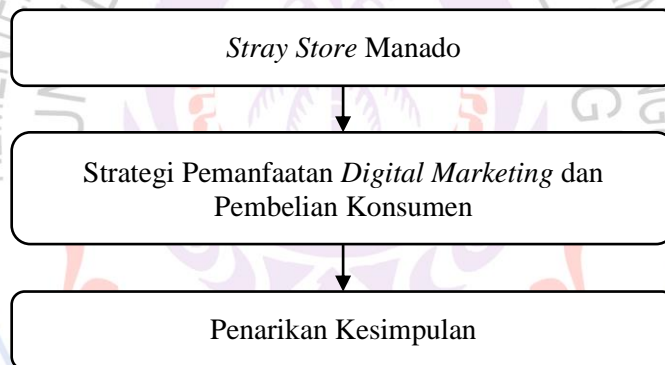 Stray Store Manado
Strategi Pemanfaatan Digital Marketing dan
Pembelian Konsumen
Penarikan Kesimpulan